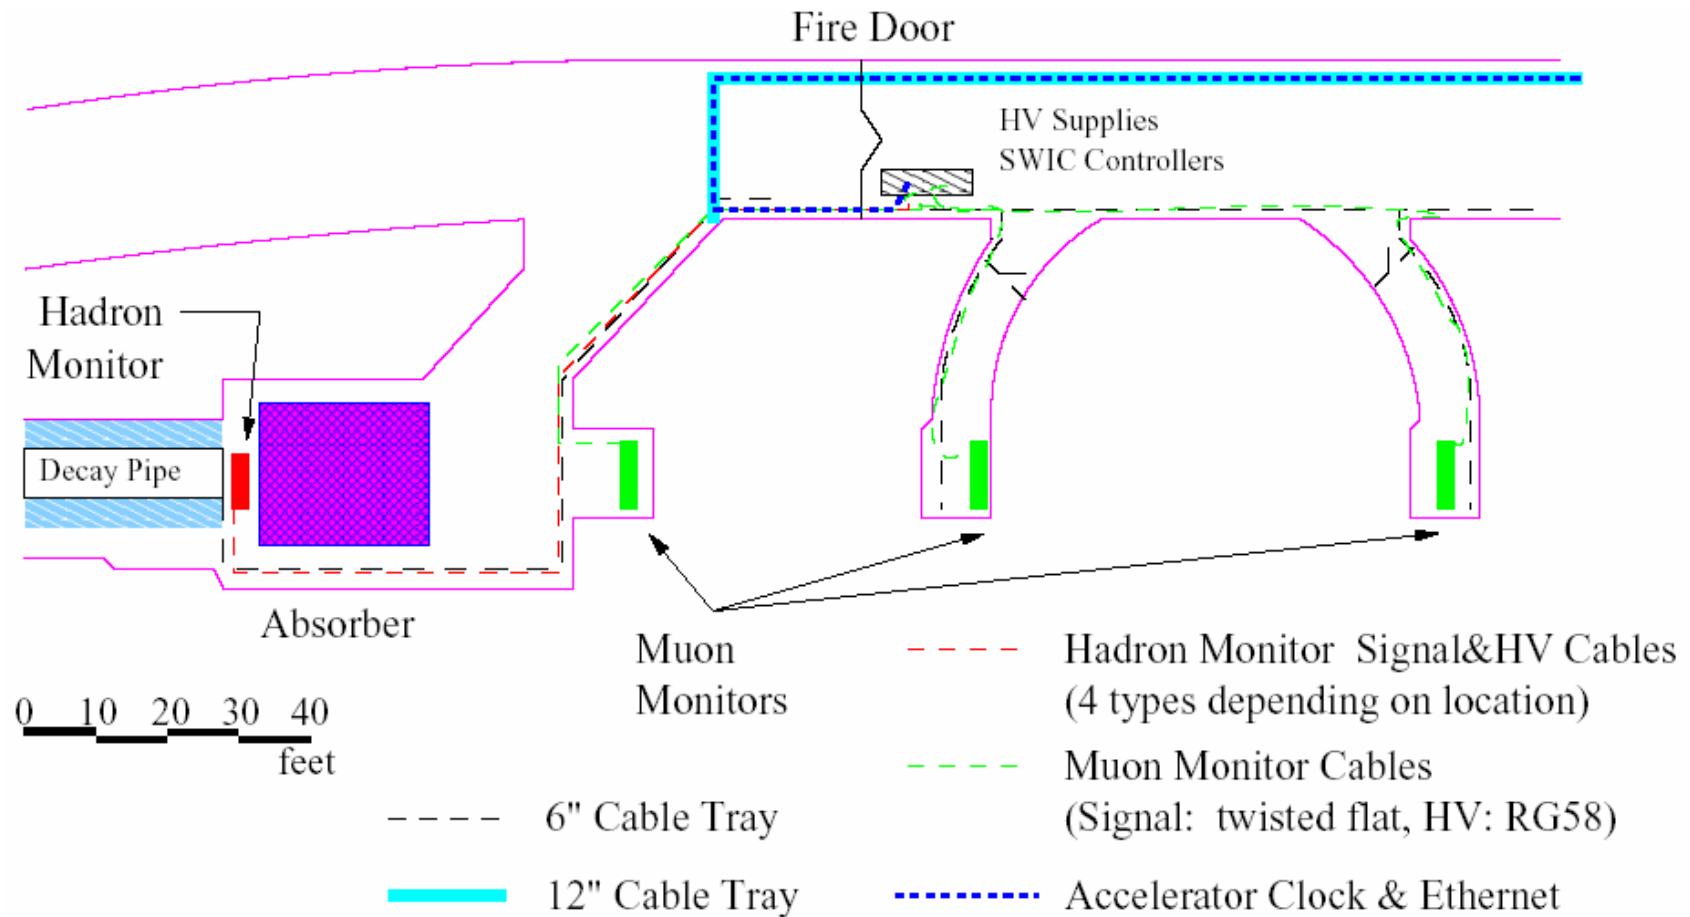 Fire Door
HV Supplies
SWIC Controllers
Hadron
Monitor
Decay Pipe
Absorber
Muon
Monitors
0 10 20 30 40
feet
Hadron Monitor Signal&HV Cables
(4 types depending on location)
Muon Monitor Cables
(Signal: twisted flat, HV: RG58)
6" Cable Tray
12" Cable Tray
Accelerator Clock & Ethernet